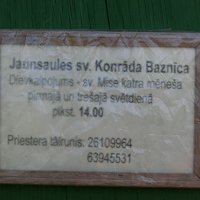 Jaunsaules sv. Konrāda Baznīca
Dievkalpojums - sv. Mise katra mēneša
pirmajā un trešajā svētdienā
plkst. 14.00
Priestera tālrunis: 26109964
63945531